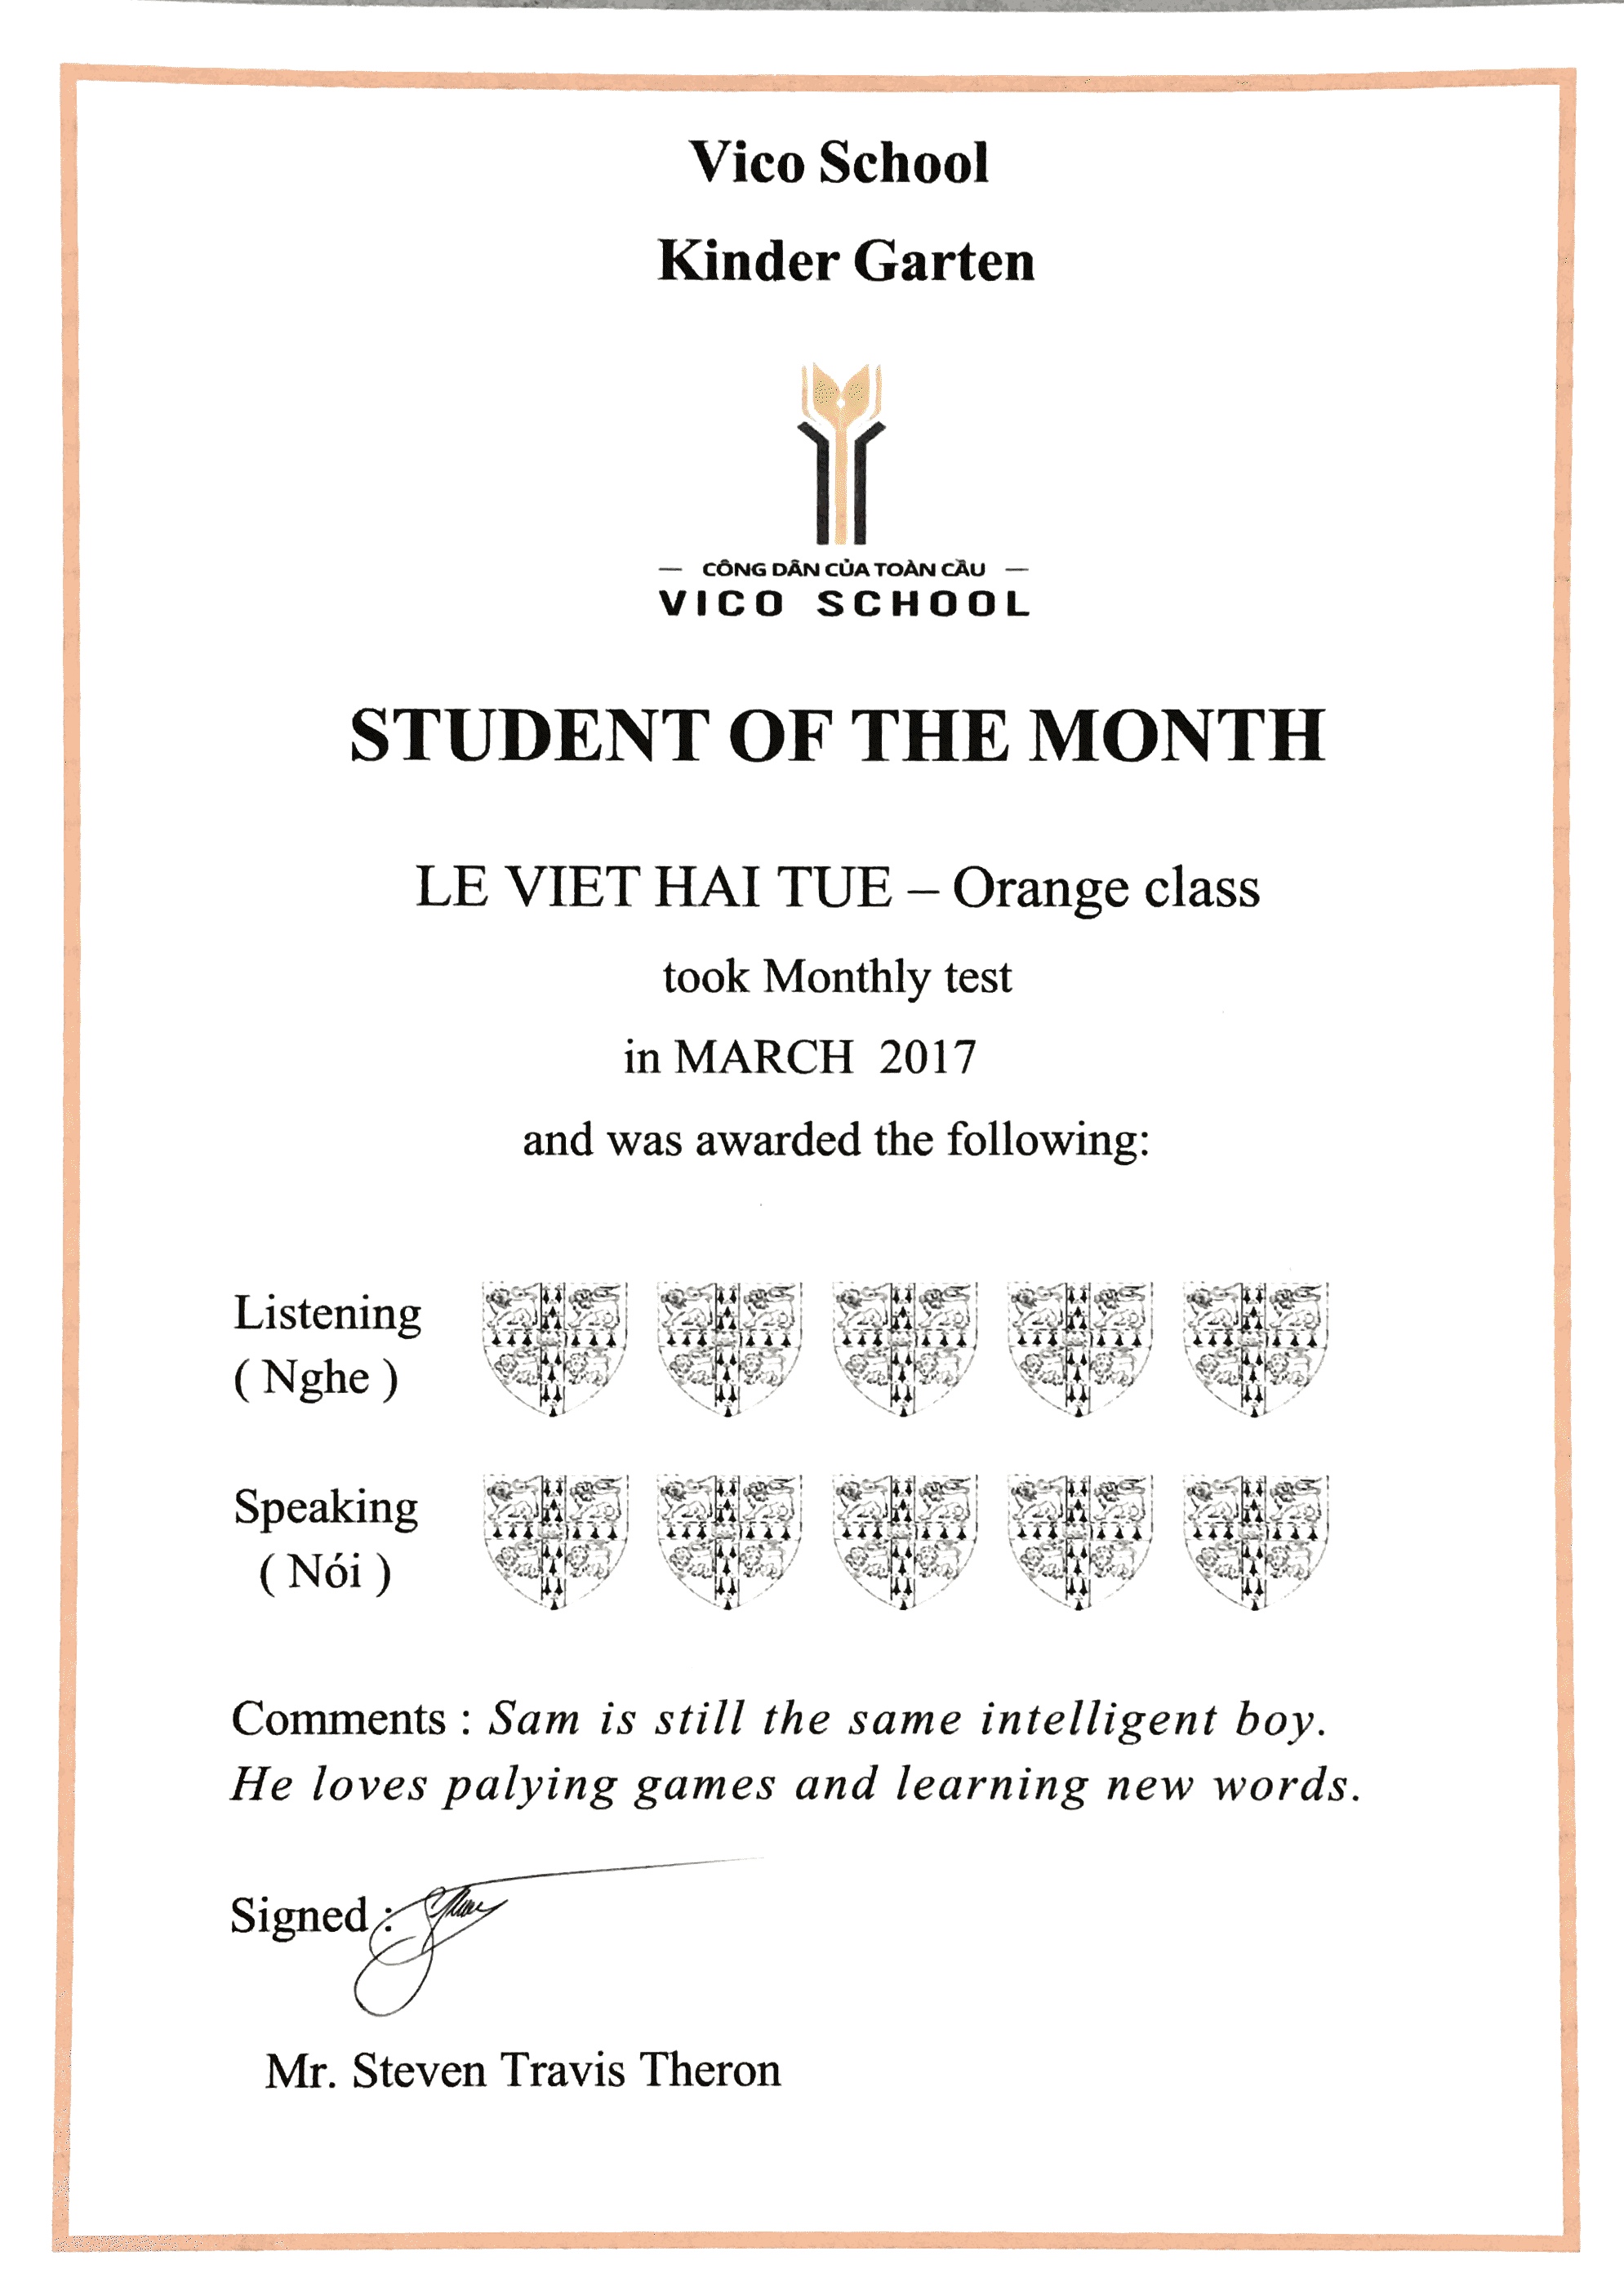 Vico School
Kinder Garten
CÔNG DÂN CỦA TOÀN CẦU
VICO SCHOOL
STUDENT OF THE MONTH
LE VIET HAI TUE – Orange class
took Monthly test
in MARCH 2017
and was awarded the following:
Listening
( Nghe )
Speaking
( Nói )
Comments : Sam is still the same intelligent boy.
He loves palying games and learning new words.
Signed :
Mr. Steven Travis Theron